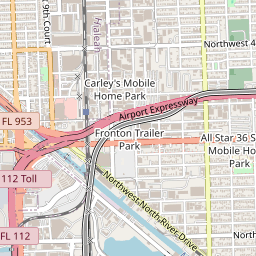 19th Court
Hialeah
Northwest 4
Carley's Mobile
Home Park
Airport Expressway
FL 953
Fronton Trailer
Park
All Star 36 S
Mobile Ho
Park
112 Toll
Northwest North River Drive
FL 112